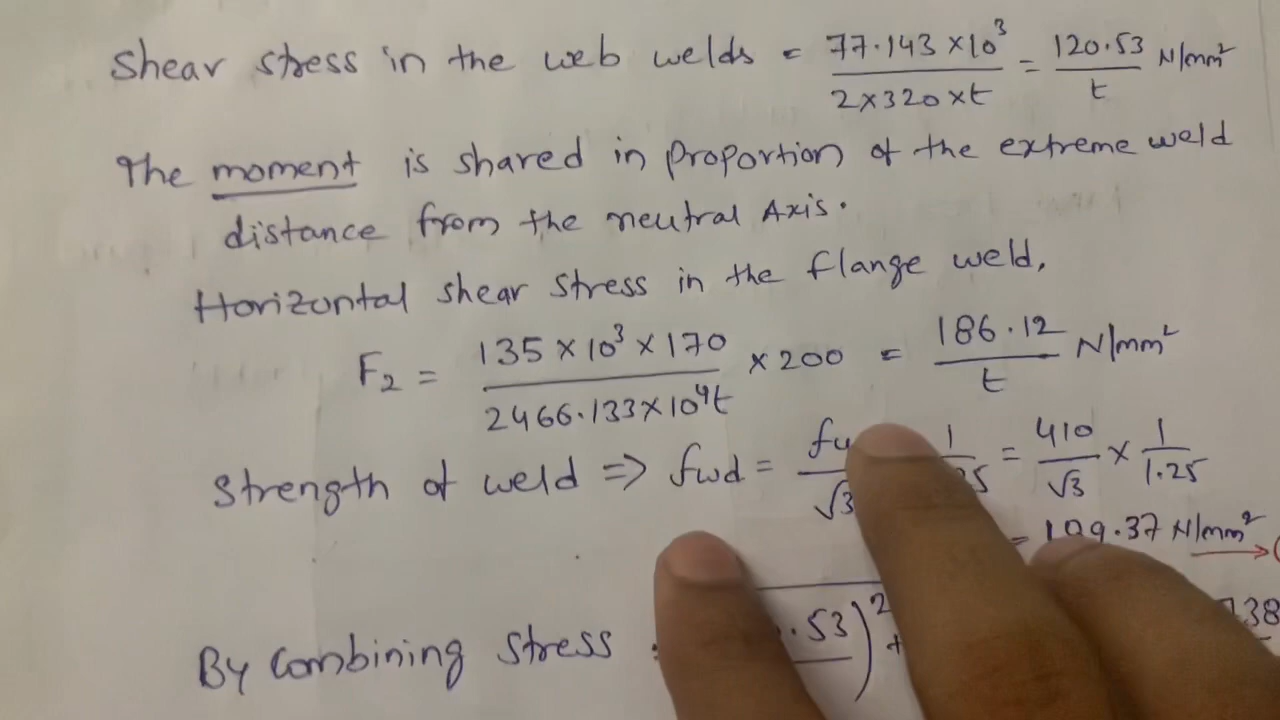 Shear stress in the web welds = 77.143 × 10³ / 2×320×t = 120.53 / t N/mm²
The moment is shared in proportion of the extreme weld
distance from the neutral Axis.
Horizontal shear stress in the flange weld,
F₂ = 135 × 10³ × 170 / 2466.133×10⁴t × 200 = 186.12 / t N/mm²
Strength of weld ⇒ fwd = fu / √3 1 = 410 / √3 × 1 / 1.25
= 189.37 N/mm²
By Combining Stress .53)² +